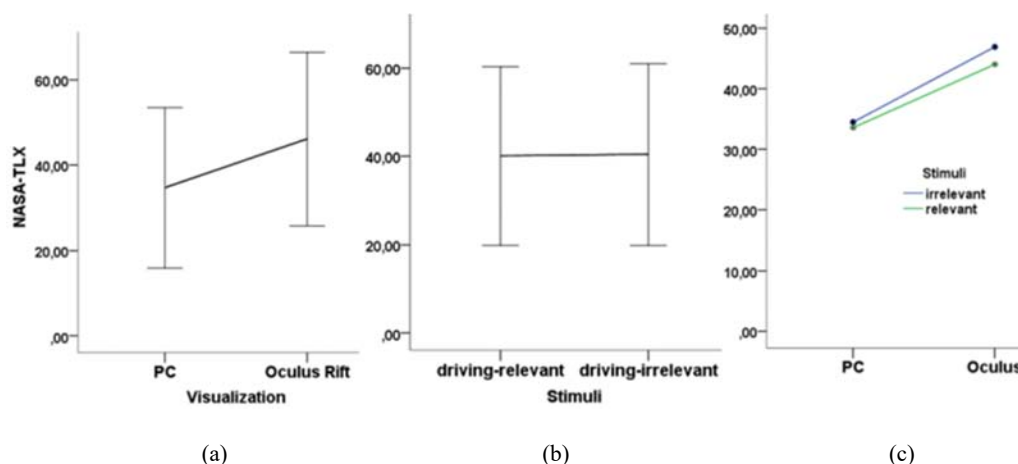 NASA-TLX
60,00
40,00
20,00
,00
PC
Oculus Rift
Visualization
(a)
60,00
40,00
20,00
,00
driving-relevant
driving-irrelevant
Stimuli
(b)
50,00
40,00
30,00
20,00
10,00
,00
Stimuli
irrelevant
relevant
PC
Oculus
(c)